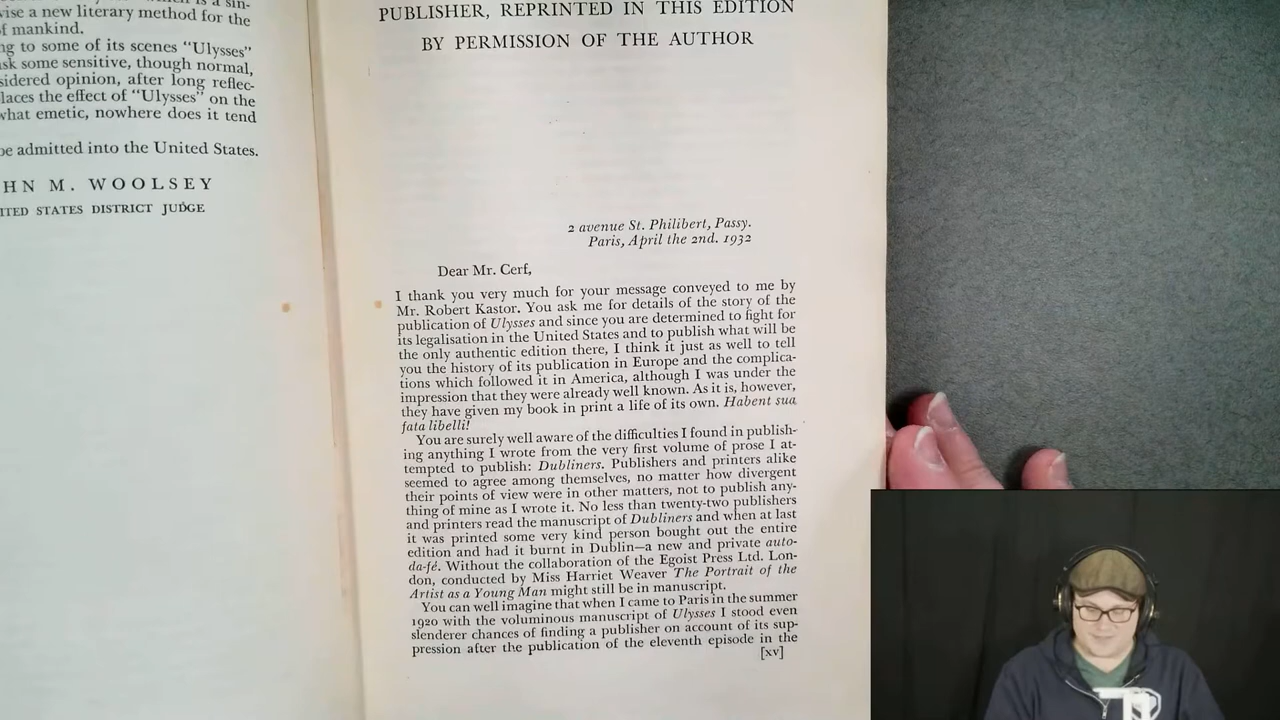 wise a new literary method for the
of mankind.
to some of its scenes "Ulysses"
ask some sensitive, though normal,
opinion, after long reflec-
places the effect of "Ulysses" on the
what emetic, nowhere does it tend
be admitted into the United States.
HN M. WOOLSEY
ITED STATES DISTRICT JUDGE
PUBLISHER, REPRINTED IN THIS EDITION
BY PERMISSION OF THE AUTHOR
2 avenue St. Philibert, Passy.
Paris, April the 2nd. 1932
Dear Mr. Cerf,
I thank you very much for your message conveyed to me by
Mr. Robert Kastor. You ask me for details of the story of the
publication of Ulysses and since you are determined to fight for
its legalisation in the United States and to publish what will be
the only authentic edition there, I think it just as well to tell
you the history of its publication in Europe and the complica-
tions which followed it in America, although I was under the
impression that they were already well known. As it is, however,
they have given my book in print a life of its own. Habent sua
fata libelli!
You are surely well aware of the difficulties I found in publish-
ing anything I wrote from the very first volume of prose I at-
tempted to publish: Dubliners. Publishers and printers alike
seemed to agree among themselves, no matter how divergent
their points of view were in other matters, not to publish any-
thing of mine as I wrote it. No less than twenty-two publishers
and printers read the manuscript of Dubliners and when at last
it was printed some very kind person bought out the entire
edition and had it burnt in Dublin—a new and private auto-
da-fé. Without the collaboration of the Egoist Press Ltd. Lon-
don, conducted by Miss Harriet Weaver The Portrait of the
Artist as a Young Man might still be in manuscript.
You can well imagine that when I came to Paris in the summer
1920 with the voluminous manuscript of Ulysses I stood even
slenderer chances of finding a publisher on account of its sup-
pression after the publication of the eleventh episode in the
[xv]